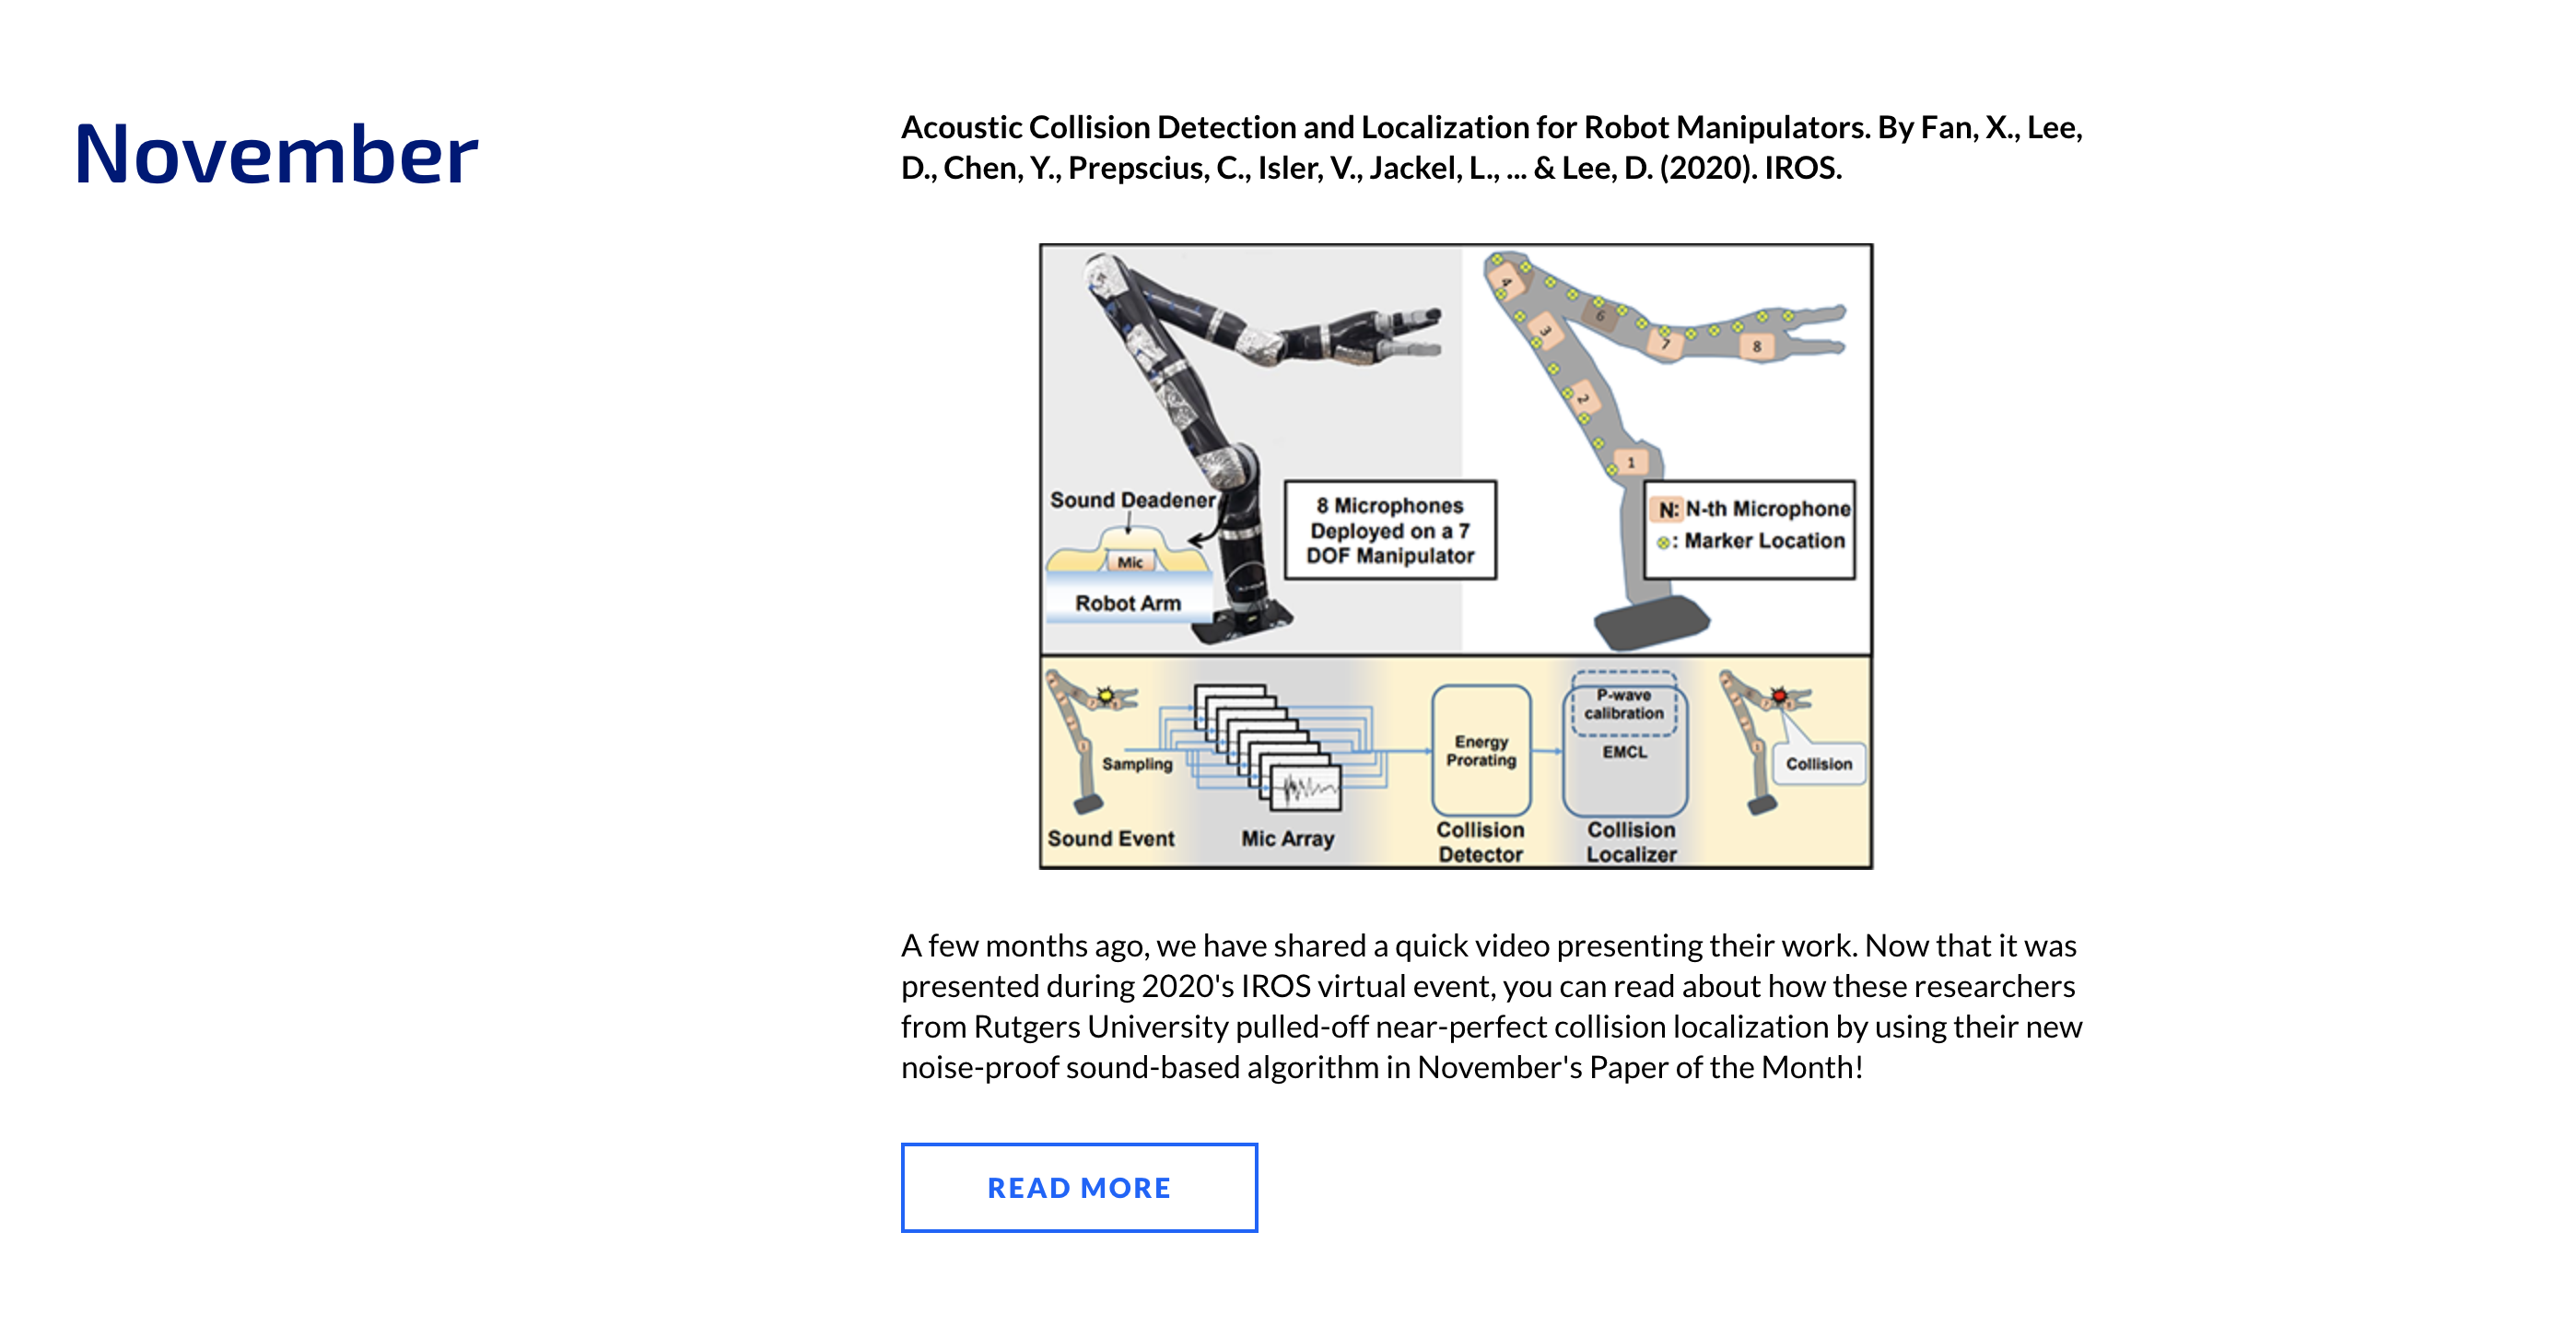 November
Acoustic Collision Detection and Localization for Robot Manipulators. By Fan, X., Lee,
D., Chen, Y., Prepscius, C., Isler, V., Jackel, L., ... & Lee, D. (2020). IROS.
4
3
6
7
8
2
1
Sound Deadener
Mic
Robot Arm
8 Microphones
Deployed on a 7
DOF Manipulator
N: N-th Microphone
: Marker Location
Sampling
Sound Event
Mic Array
Energy
Prorating
Collision
Detector
P-wave
calibration
EMCL
Collision
Localizer
Collision
A few months ago, we have shared a quick video presenting their work. Now that it was
presented during 2020's IROS virtual event, you can read about how these researchers
from Rutgers University pulled-off near-perfect collision localization by using their new
noise-proof sound-based algorithm in November's Paper of the Month!
READ MORE